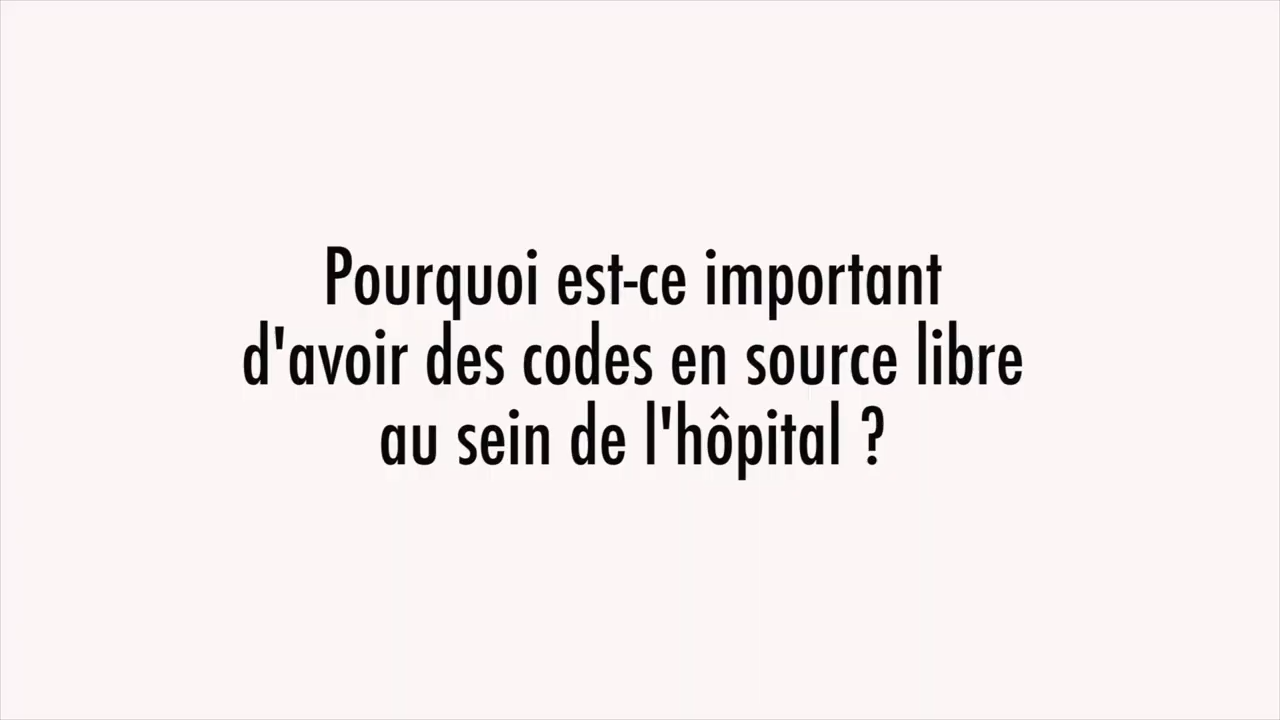 Pourquoi est-ce important
d'avoir des codes en source libre
au sein de l'hôpital ?